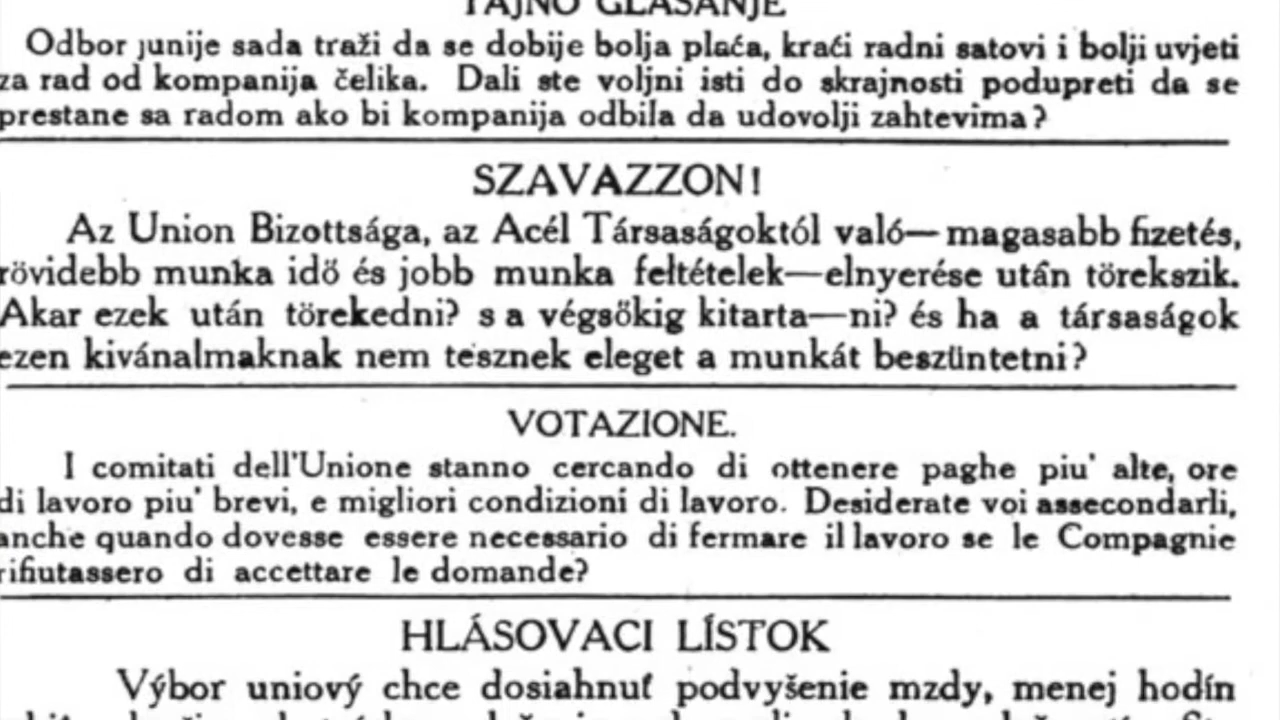 TAJNO GLASANJE
Odbor junije sada traži da se dobije bolja plaća, kraći radni satovi i bolji uvjeti
za rad od kompanija čelika. Dali ste voljni isti do skrajnosti podupreti da se
prestane sa radom ako bi kompanija odbila da udovolji zahtevima?
SZAVAZZON!
Az Union Bizottsága, az Acél Társaságoktól való—magasabb fizetés,
rövidebb munka idő és jobb munka feltételek—elnyerése után törekszik.
Akar ezek után törekedni? s a végsőkig kitarta—ni? és ha a társaságok
ezen kivánalmaknak nem tesznek eleget a munkát beszüntetni?
VOTAZIONE.
I comitati dell'Unione stanno cercando di ottenere paghe piu' alte, ore
di lavoro piu' brevi, e migliori condizioni di lavoro. Desiderate voi assecondarli,
anche quando dovesse essere necessario di fermare il lavoro se le Compagnie
rifiutassero di accettare le domande?
HLÁSOVACI LÍSTOK
Výbor uniový chce dosiahnuť podvyšenie mzdy, menej hodín